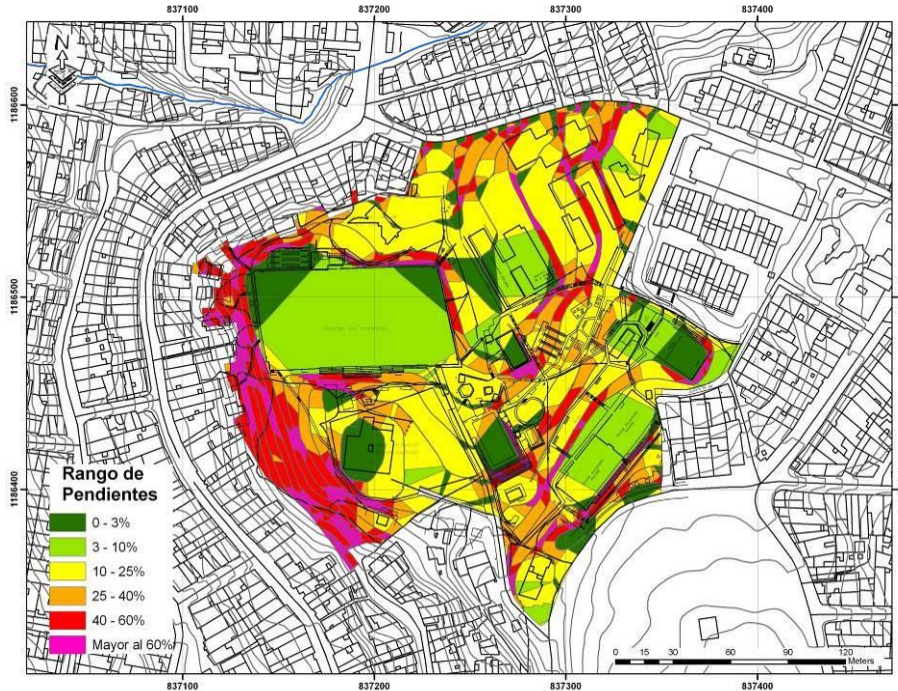 837100 837200 837300 837400
N
1186600
1186500
1186400
Rango de
Pendientes
0 - 3%
3 - 10%
10 - 25%
25 - 40%
40 - 60%
Mayor al 60%
0 15 30 60 90 120
Meters
837100 837200 837300 837400